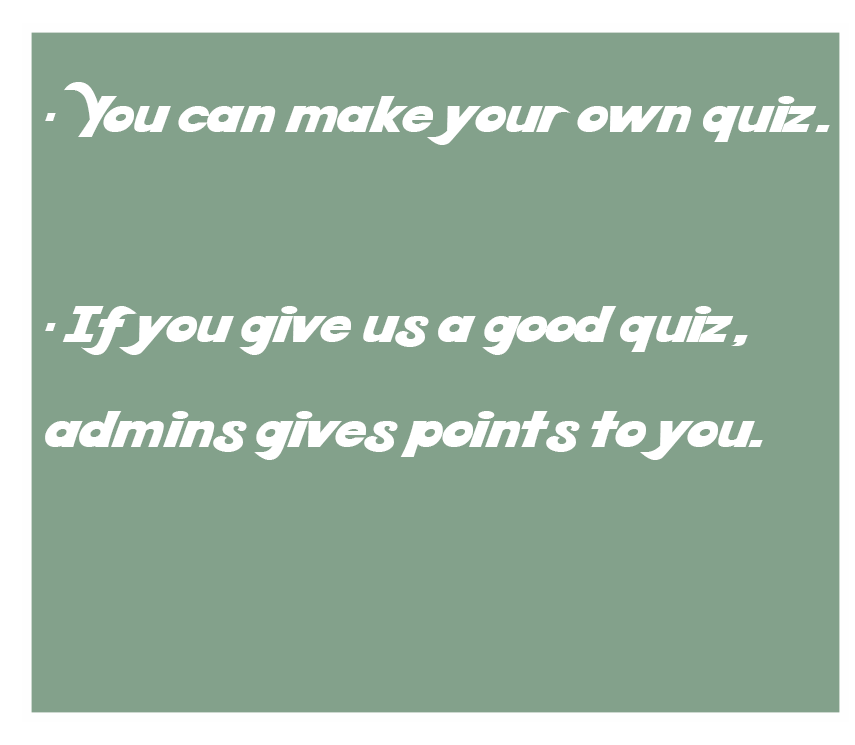 · You can make your own quiz.
· If you give us a good quiz,
admins gives points to you.